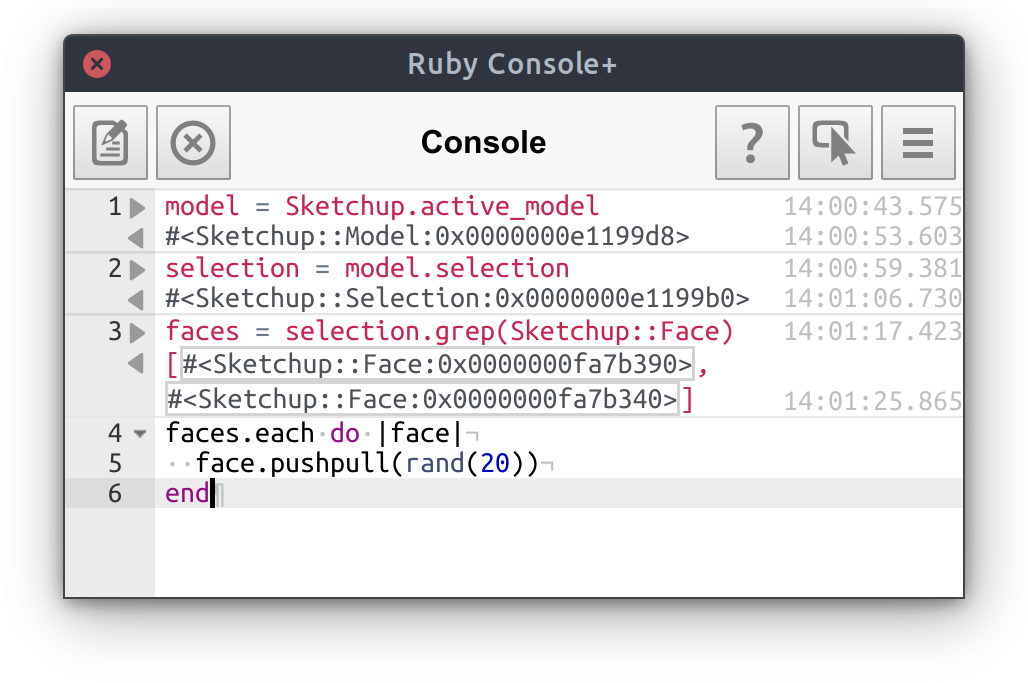 Ruby Console+
Console
?
1 model = Sketchup.active_model 14:00:43.575
#<Sketchup::Model:0x0000000e1199d8> 14:00:53.603
2 selection = model.selection 14:00:59.381
#<Sketchup::Selection:0x0000000e1199b0> 14:01:06.730
3 faces = selection.grep(Sketchup::Face) 14:01:17.423
[#<Sketchup::Face:0x0000000fa7b390>,
#<Sketchup::Face:0x0000000fa7b340>] 14:01:25.865
4 faces.each·do·|face|¬
5 ··face.pushpull(rand(20))¬
6 end¶